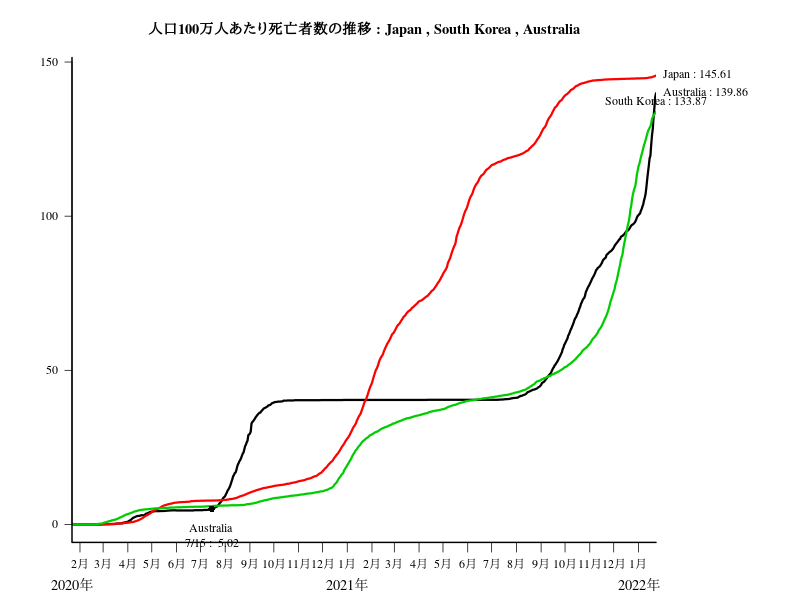 人口100万人あたり死亡者数の推移 : Japan , South Korea , Australia
150
100
50
0
Japan : 145.61
Australia : 139.86
South Korea : 133.87
Australia
7/15 : 5.02
2月 3月 4月 5月 6月 7月 8月 9月 10月 11月 12月 1月 2月 3月 4月 5月 6月 7月 8月 9月 10月 11月 12月 1月
2020年 2021年 2022年